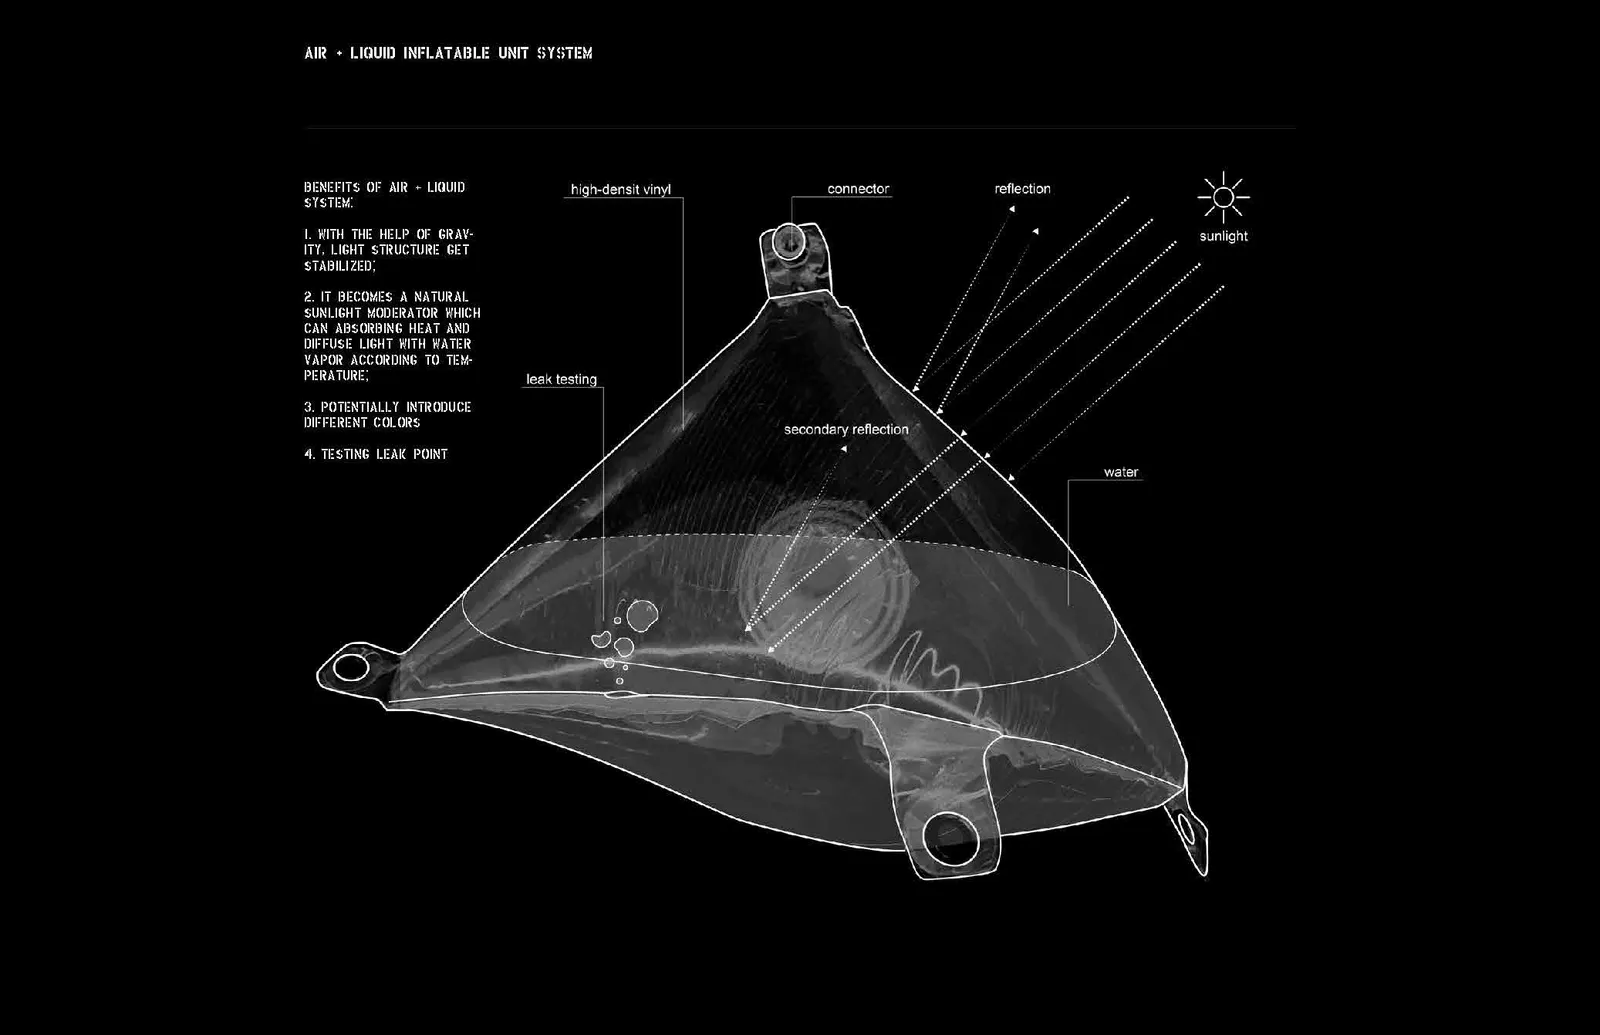 AIR + LIQUID INFLATABLE UNIT SYSTEM
BENEFITS OF AIR + LIQUID
SYSTEM:
1. WITH THE HELP OF GRAV-
ITY, LIGHT STRUCTURE GET
STABILIZED;
2. IT BECOMES A NATURAL
SUNLIGHT MODERATOR WHICH
CAN ABSORBING HEAT AND
DIFFUSE LIGHT WITH WATER
VAPOR ACCORDING TO TEM-
PERATURE;
3. POTENTIALLY INTRODUCE
DIFFERENT COLORS
4. TESTING LEAK POINT
high-densit vinyl
connector
reflection
sunlight
leak testing
secondary reflection
water